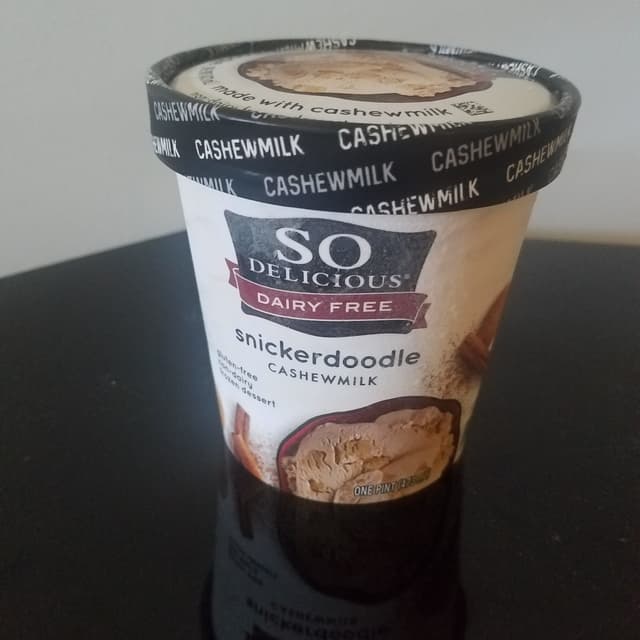 made with cashewmilk
CASHEWMILK
CASHEWMILK
CASHEWMILK
CASHEWMILK
CASHEWMILK
CASHEWMILK
SO
DELICIOUS
DAIRY FREE
snickerdoodle
CASHEWMILK
gluten-free
dessert
ONE PINT